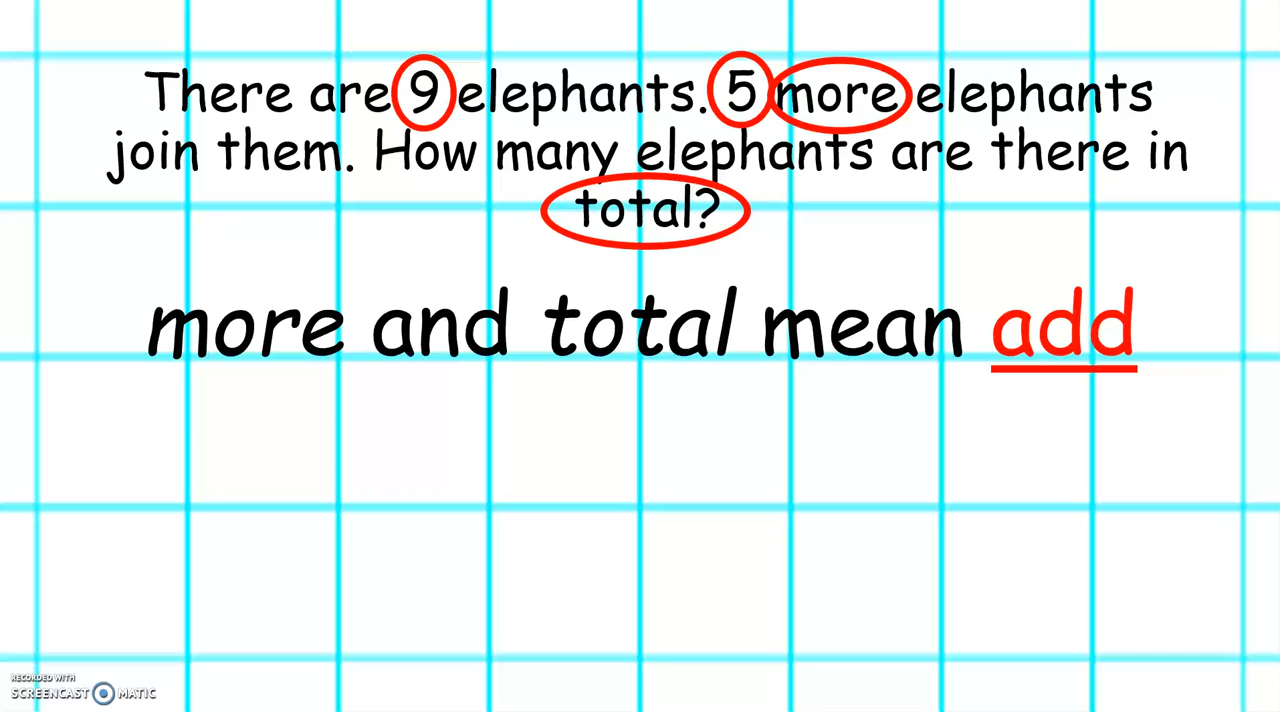 There are 9 elephants. 5 more elephants
join them. How many elephants are there in
total?
more and total mean add
RECORDED WITH
SCREENCAST MATIC